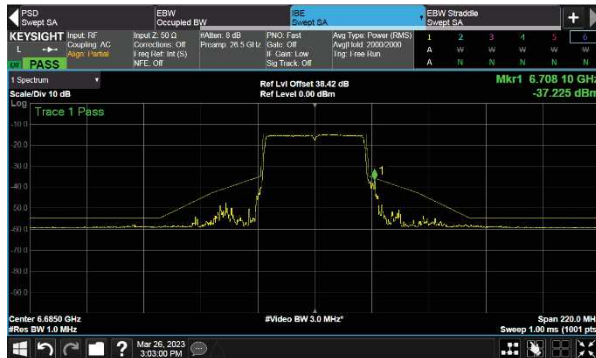 PSD
Swept SA
EBW
Occupied BW
IBE
Swept SA
EBW Straddle
Swept SA
+
KEYSIGHT
L
PASS
Input: RF
Coupling: AC
Align: Partial
Input Z: 50 Ω
Corrections: Off
Freq Ref: Int (S)
NFE: Off
#Atten: 8 dB
Preamp: 26.5 GHz
PNO: Fast
Gate: Off
IF Gain: Low
Sig Track: Off
Avg Type: Power (RMS)
Avg|Hold: 2000/2000
Trig: Free Run
1 2 3 4 5 6
A W W W W W
A N N N N N
1 Spectrum
Scale/Div 10 dB
Ref Lvl Offset 38.42 dB
Ref Level 0.00 dBm
Mkr1 6.708 10 GHz
-37.225 dBm
Log
Trace 1 Pass
-10.0
-20.0
-30.0
-40.0
-50.0
-60.0
-70.0
-80.0
-90.0
1
Center 6.6850 GHz
#Res BW 1.0 MHz
#Video BW 3.0 MHz*
Span 220.0 MHz
Sweep 1.00 ms (1001 pts)
?
Mar 26, 2023
3:03:00 PM